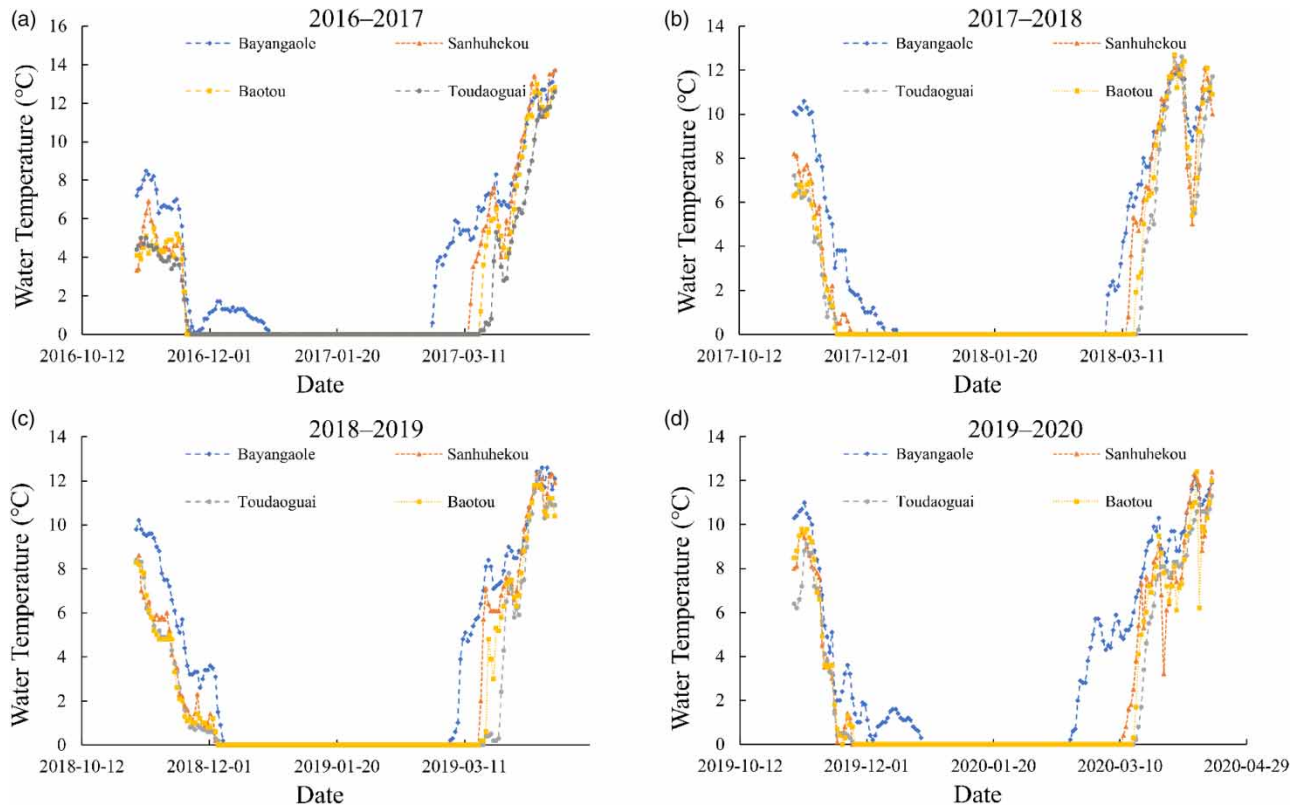 (a)
2016–2017
Bayangaole
Sanhuhekou
Baotou
Toudaoguai
Water Temperature (°C)
16
14
12
10
8
6
4
2
0
2016-10-12
2016-12-01
2017-01-20
2017-03-11
Date
(b)
2017–2018
Bayangaole
Sanhuhekou
Toudaoguai
Baotou
Water Temperature (°C)
14
12
10
8
6
4
2
0
2017-10-12
2017-12-01
2018-01-20
2018-03-11
Date
(c)
2018–2019
Bayangaole
Sanhuhekou
Toudaoguai
Baotou
Water Temperature (°C)
14
12
10
8
6
4
2
0
2018-10-12
2018-12-01
2019-01-20
2019-03-11
Date
(d)
2019–2020
Bayangaole
Sanhuhekou
Toudaoguai
Baotou
Water Temperature (°C)
14
12
10
8
6
4
2
0
2019-10-12
2019-12-01
2020-01-20
2020-03-10
2020-04-29
Date